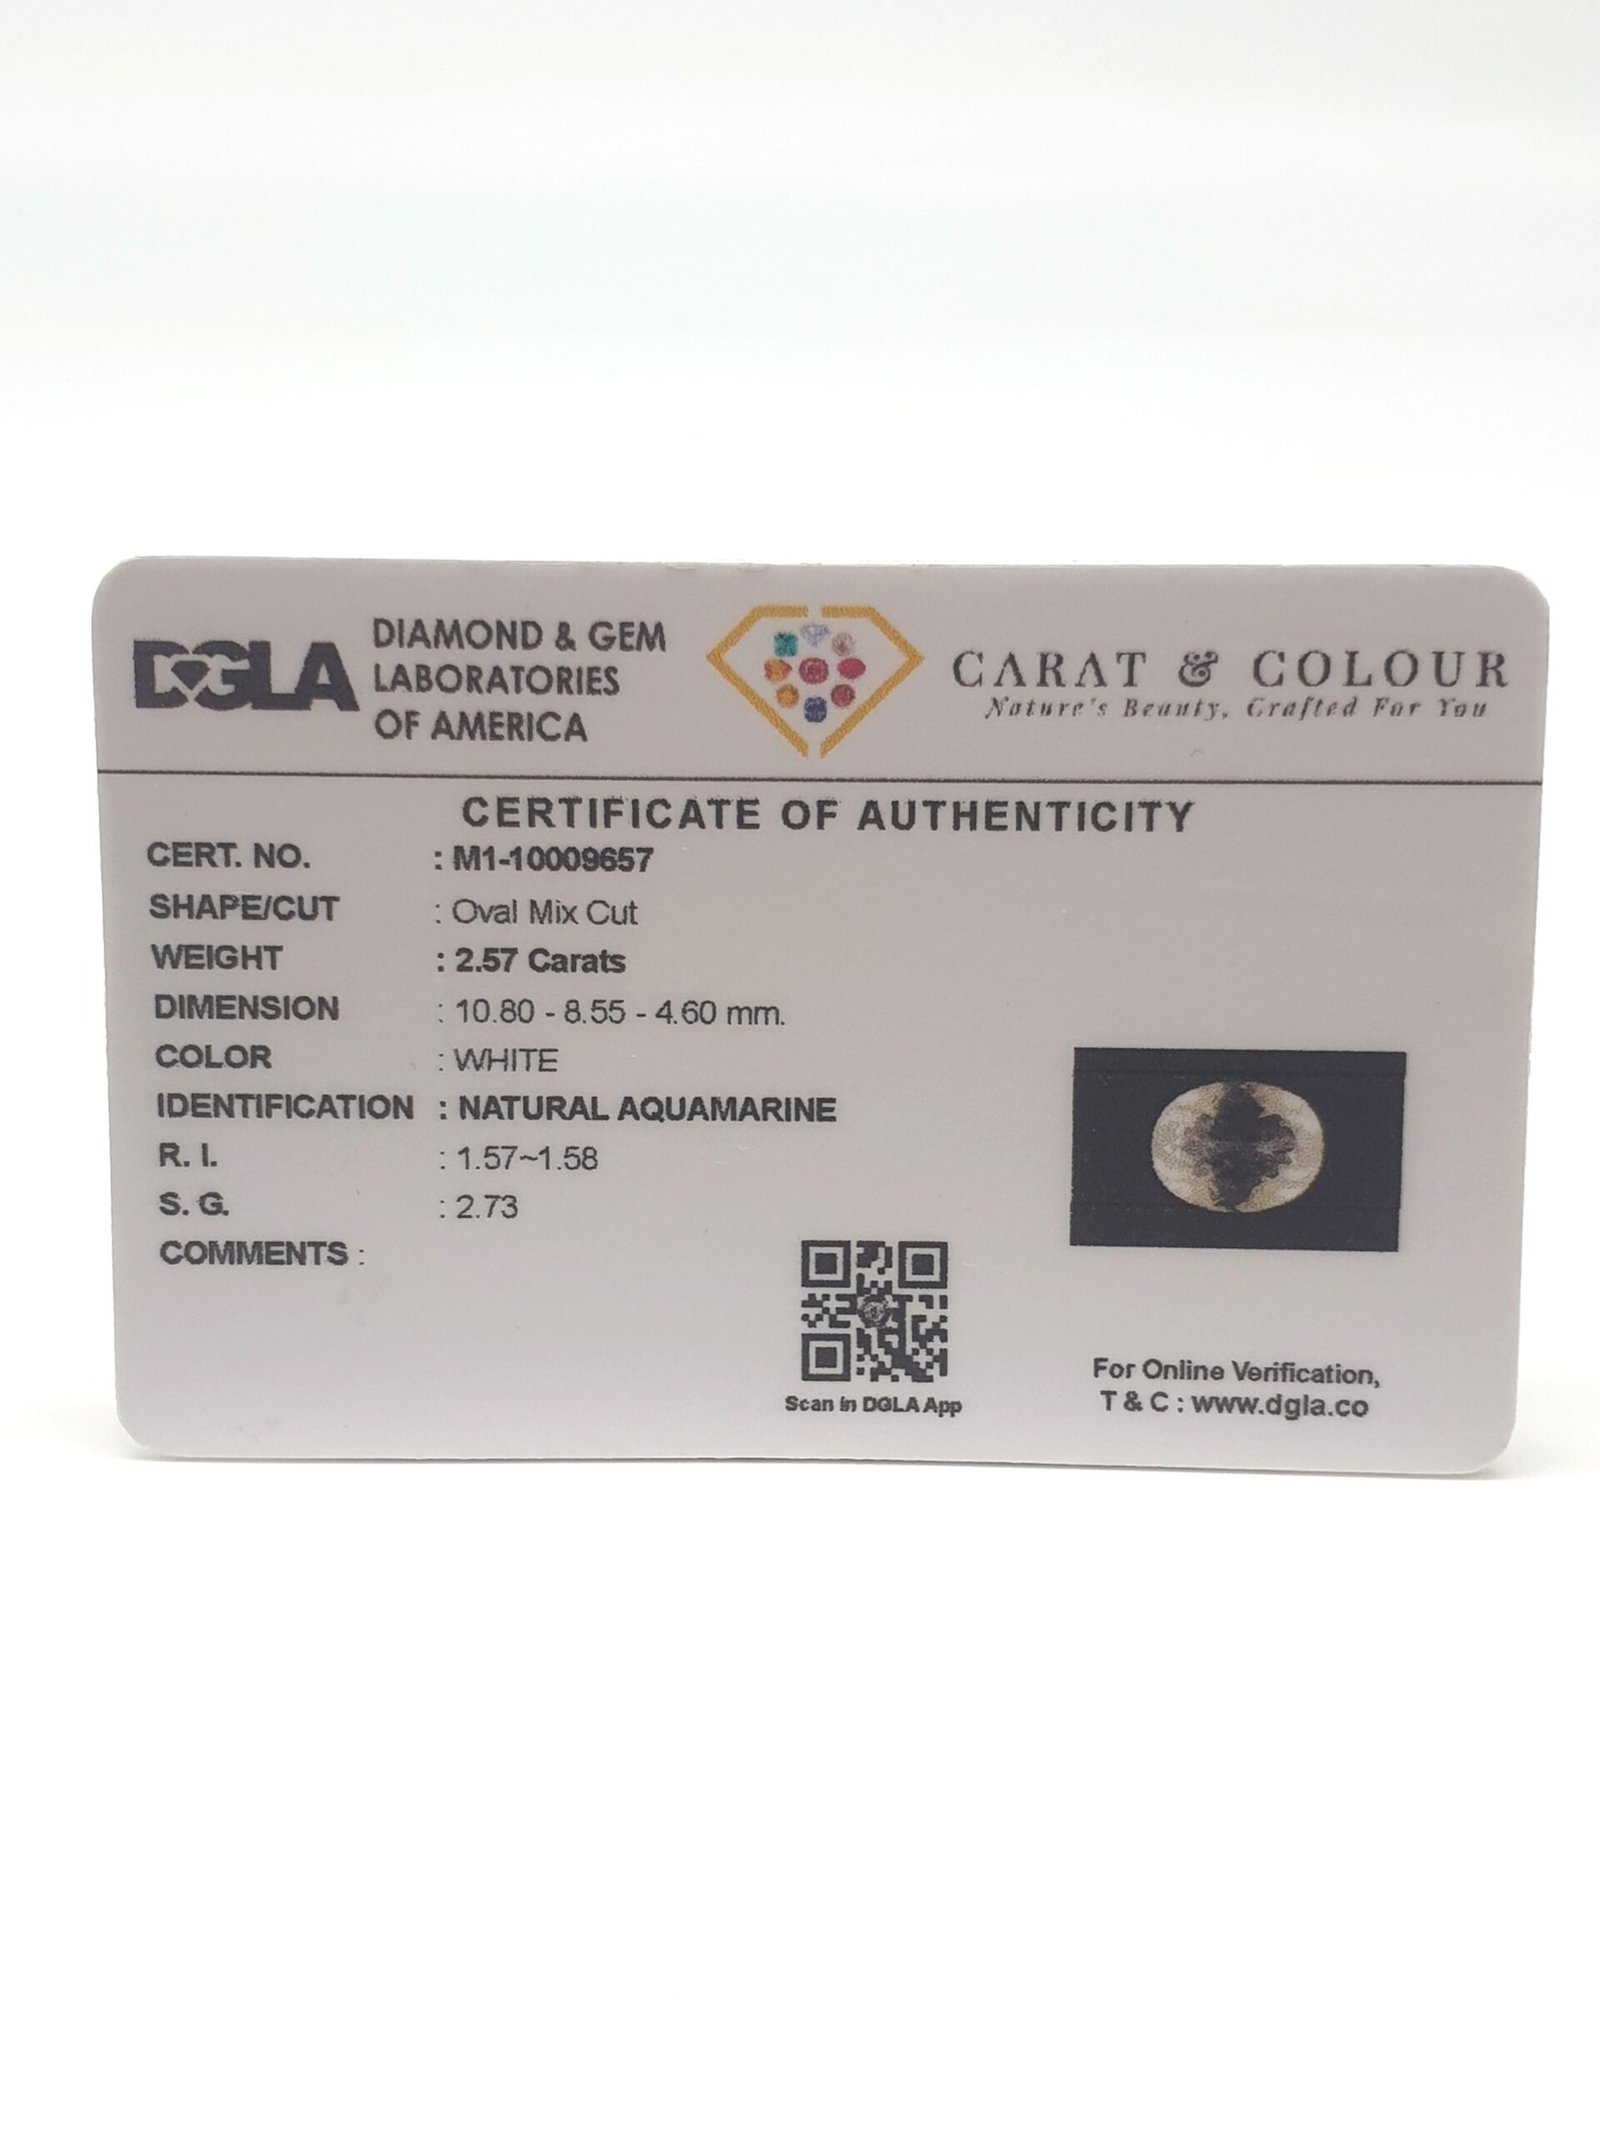 DGLA
DIAMOND & GEM
LABORATORIES
OF AMERICA
CARAT & COLOUR
Nature's Beauty, Crafted For You
CERTIFICATE OF AUTHENTICITY
CERT. NO. : M1-10009657
SHAPE/CUT : Oval Mix Cut
WEIGHT : 2.57 Carats
DIMENSION : 10.80 - 8.55 - 4.60 mm.
COLOR : WHITE
IDENTIFICATION : NATURAL AQUAMARINE
R. I. : 1.57~1.58
S. G. : 2.73
COMMENTS :
Scan in DGLA App
For Online Verification,
T & C : www.dgla.co